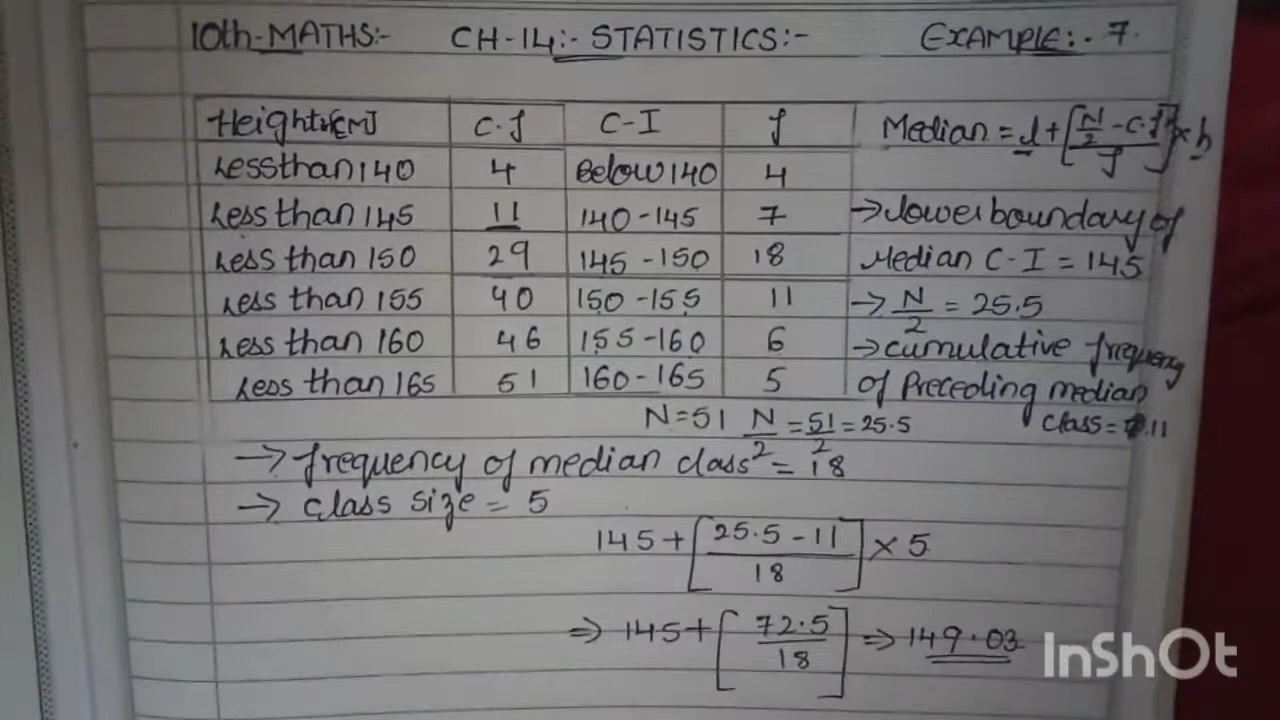 10th-MATHS:- CH-14:- STATISTICS:- EXAMPLE:- 7.
Height[CM] C.f C-I f Median = l + [N/2 - C.f / f] × h
Less than 140 4 Below 140 4
Less than 145 11 140-145 7 → lower boundary of
Less than 150 29 145-150 18 Median C-I = 145
Less than 155 40 150-155 11 → N/2 = 25.5
Less than 160 46 155-160 6 → cumulative frequency
Less than 165 51 160-165 5 of Preceding median
N=51 N/2 = 51/2 = 25.5 class = 11
→ frequency of median class = 18
→ class size = 5
145 + [25.5 - 11 / 18] × 5
⇒ 145 + [72.5 / 18] ⇒ 149.03
InShOt